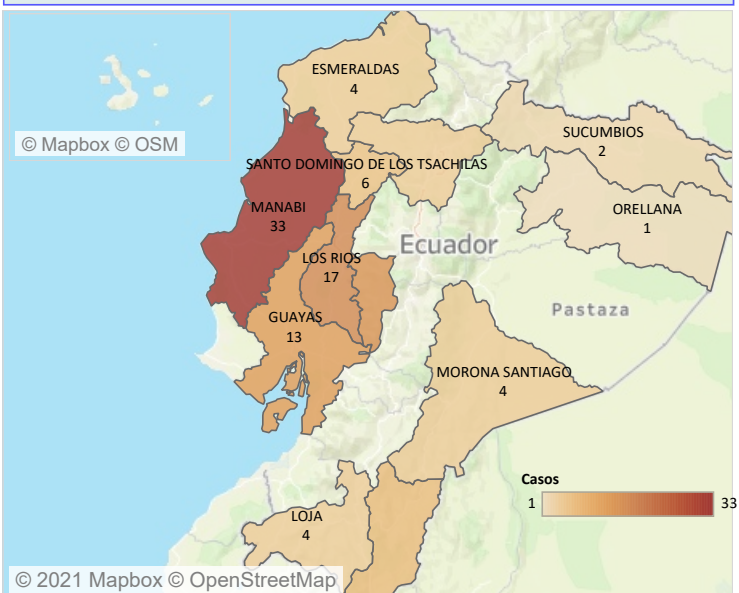 ESMERALDAS
4
© Mapbox © OSM
SUCUMBIOS
2
SANTO DOMINGO DE LOS TSACHILAS
6
MANABI
33
ORELLANA
1
Ecuador
LOS RIOS
17
Pastaza
GUAYAS
13
MORONA SANTIAGO
4
Casos
1
33
LOJA
4
© 2021 Mapbox © OpenStreetMap